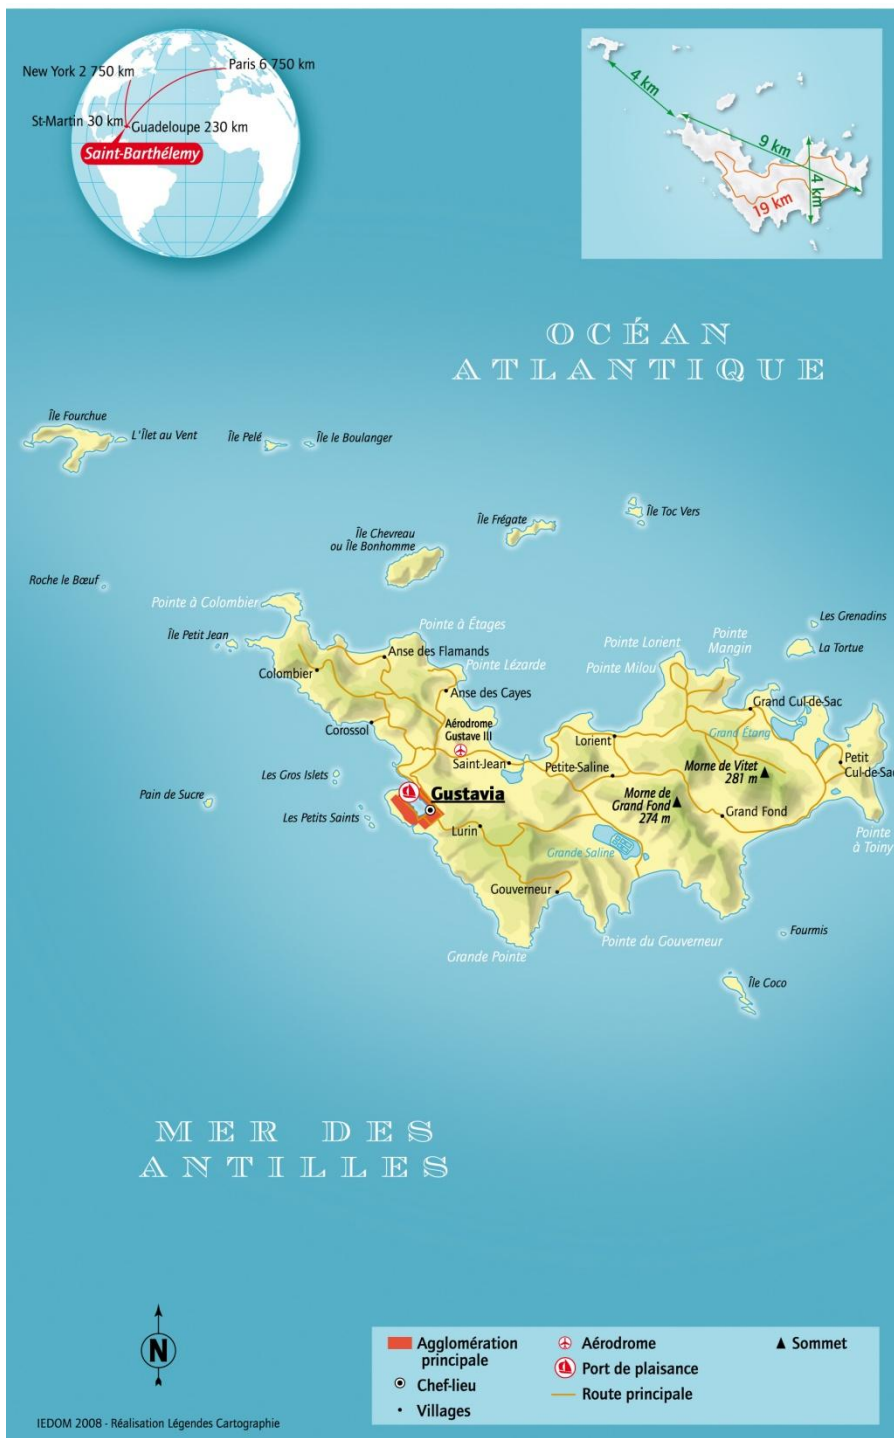 New York 2 750 km
Paris 6 750 km
St-Martin 30 km
Guadeloupe 230 km
Saint-Barthélemy
4 km
9 km
4 km
19 km
OCÉAN
ATLANTIQUE
Île Fourchue
L'Îlet au Vent
Île Pelé
Île le Boulanger
Île Toc Vers
Île Frégate
Île Chevreau
ou Île Bonhomme
Roche le Bœuf
Pointe à Colombier
Les Grenadins
Île Petit Jean
Pointe à Étages
Pointe Lorient
Pointe
Mangin
La Tortue
Anse des Flamands
Pointe Lézarde
Pointe Milou
Colombier
Anse des Cayes
Grand Cul-de-Sac
Corossol
Aérodrome
Gustave III
Lorient
Grand Étang
Saint-Jean
Petite-Saline
Morne de Vitet
281 m
Petit
Cul-de-Sac
Les Gros Islets
Pain de Sucre
Gustavia
Morne de
Grand Fond
274 m
Les Petits Saints
Lurin
Grand Fond
Pointe
à Toiny
Grande Saline
Gouverneur
Grande Pointe
Pointe du Gouverneur
Fourmis
Île Coco
MER DES
ANTILLES
N
Agglomération
principale
Chef-lieu
Villages
Aérodrome
Port de plaisance
Route principale
Sommet
IEDOM 2008 - Réalisation Légendes Cartographie